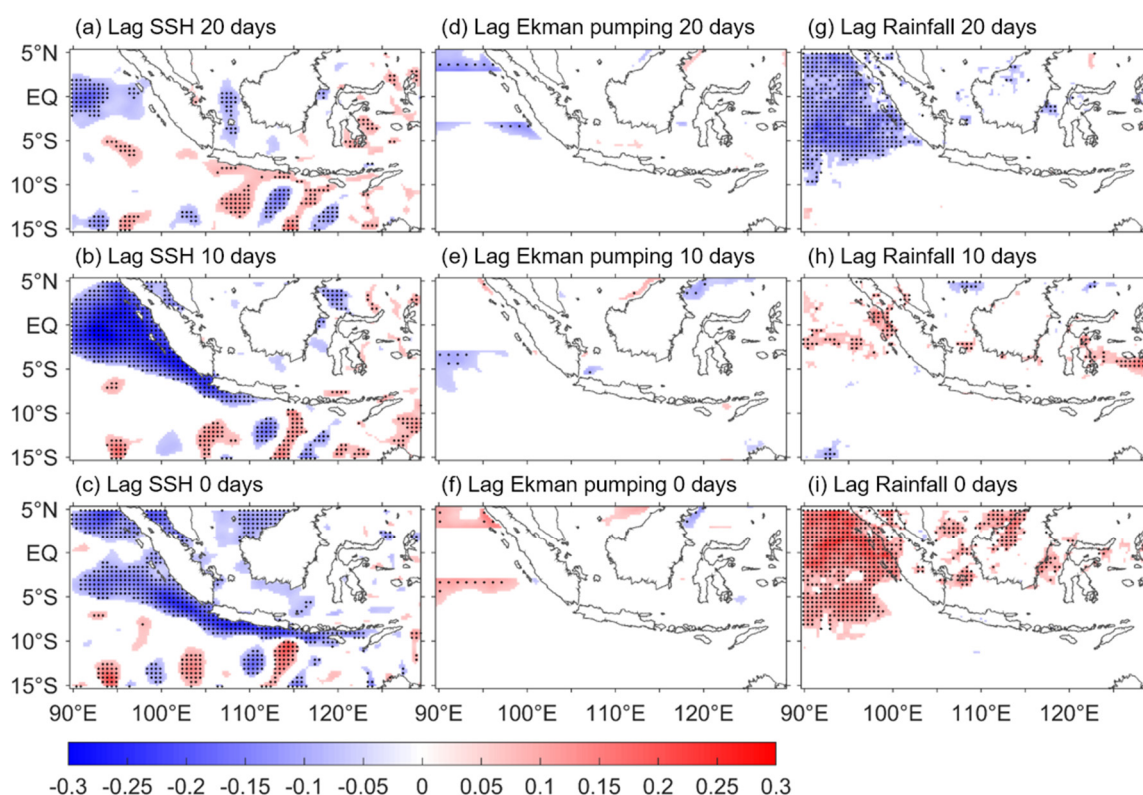 (a) Lag SSH 20 days (d) Lag Ekman pumping 20 days (g) Lag Rainfall 20 days
5°N
EQ
5°S
10°S
15°S
(b) Lag SSH 10 days (e) Lag Ekman pumping 10 days (h) Lag Rainfall 10 days
5°N
EQ
5°S
10°S
15°S
(c) Lag SSH 0 days (f) Lag Ekman pumping 0 days (i) Lag Rainfall 0 days
5°N
EQ
5°S
10°S
15°S
90°E 100°E 110°E 120°E 90°E 100°E 110°E 120°E 90°E 100°E 110°E 120°E
-0.3 -0.25 -0.2 -0.15 -0.1 -0.05 0 0.05 0.1 0.15 0.2 0.25 0.3